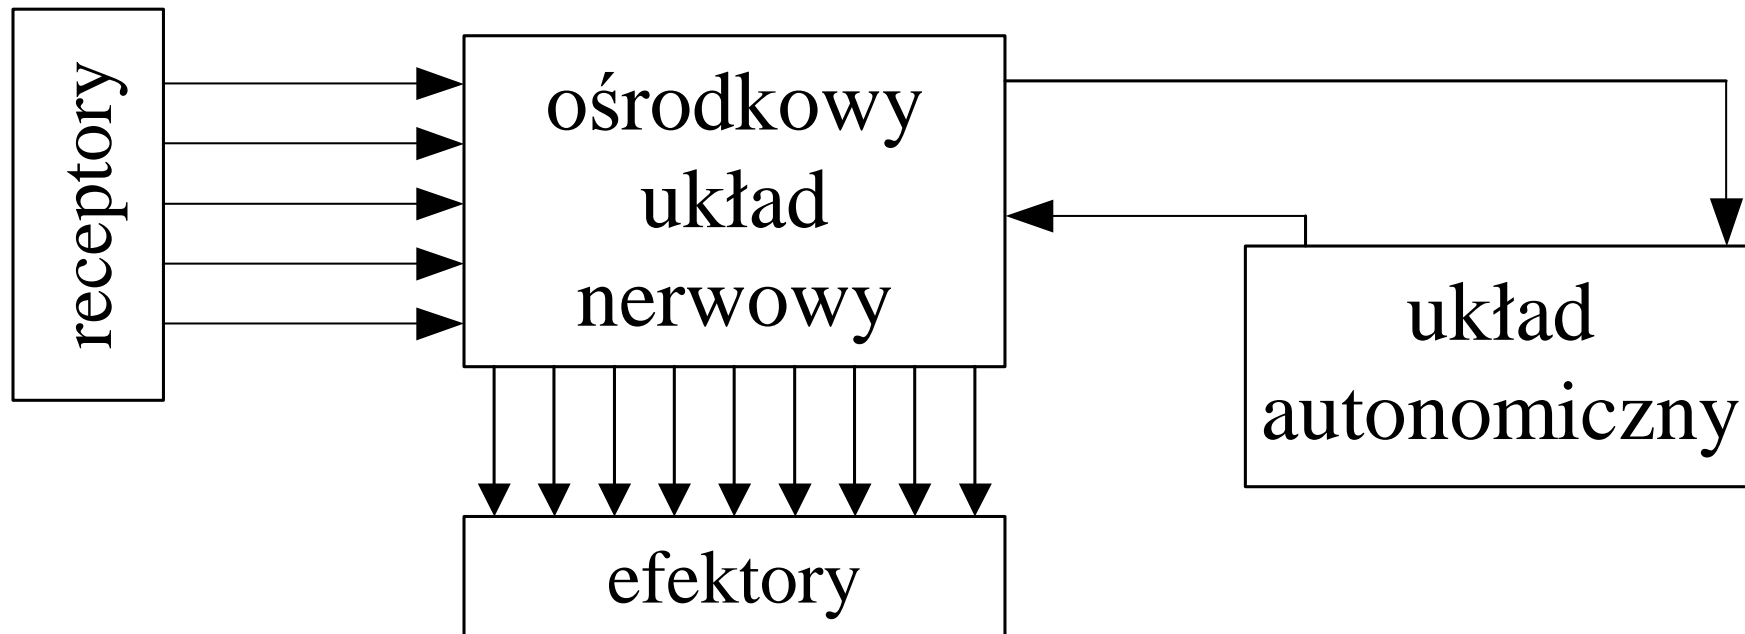 receptory
ośrodkowy
układ
nerwowy
układ
autonomiczny
efektory